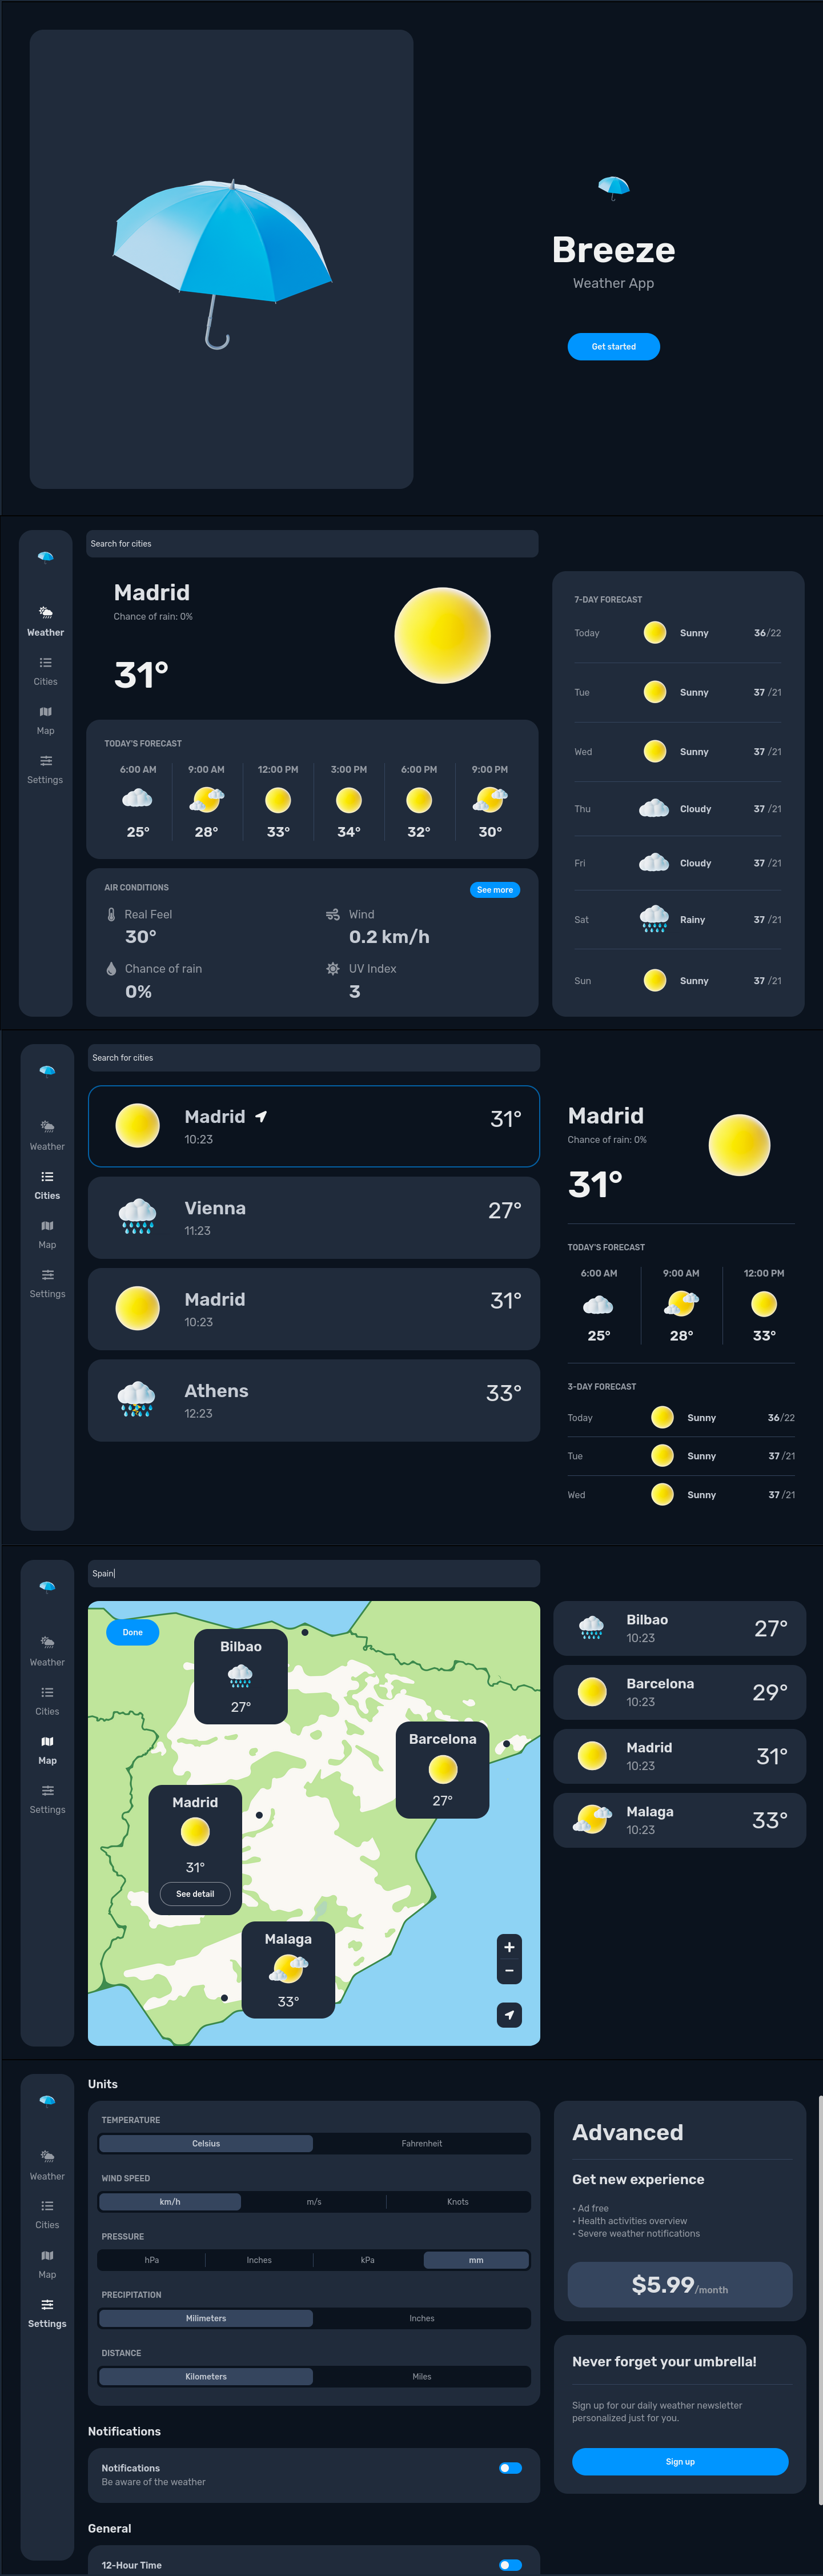 Breeze
Weather App
Get started
Search for cities
Weather
Cities
Map
Settings
Madrid
Chance of rain: 0%
31°
TODAY'S FORECAST
6:00 AM 9:00 AM 12:00 PM 3:00 PM 6:00 PM 9:00 PM
25° 28° 33° 34° 32° 30°
AIR CONDITIONS
See more
Real Feel
30°
Wind
0.2 km/h
Chance of rain
0%
UV Index
3
7-DAY FORECAST
Today Sunny 36/22
Tue Sunny 37 /21
Wed Sunny 37 /21
Thu Cloudy 37 /21
Fri Cloudy 37 /21
Sat Rainy 37 /21
Sun Sunny 37 /21
Weather
Cities
Map
Settings
Search for cities
Madrid
10:23
31°
Vienna
11:23
27°
Madrid
10:23
31°
Athens
12:23
33°
Madrid
Chance of rain: 0%
31°
TODAY'S FORECAST
6:00 AM 9:00 AM 12:00 PM
25° 28° 33°
3-DAY FORECAST
Today Sunny 36/22
Tue Sunny 37 /21
Wed Sunny 37 /21
Weather
Cities
Map
Settings
Spain
Done
Bilbao
27°
Barcelona
27°
Madrid
31°
See detail
Malaga
33°
+
−
Bilbao
10:23
27°
Barcelona
10:23
29°
Madrid
10:23
31°
Malaga
10:23
33°
Weather
Cities
Map
Settings
Units
TEMPERATURE
Celsius Fahrenheit
WIND SPEED
km/h m/s Knots
PRESSURE
hPa Inches kPa mm
PRECIPITATION
Milimeters Inches
DISTANCE
Kilometers Miles
Notifications
Notifications
Be aware of the weather
General
12-Hour Time
Advanced
Get new experience
• Ad free
• Health activities overview
• Severe weather notifications
$5.99/month
Never forget your umbrella!
Sign up for our daily weather newsletter
personalized just for you.
Sign up